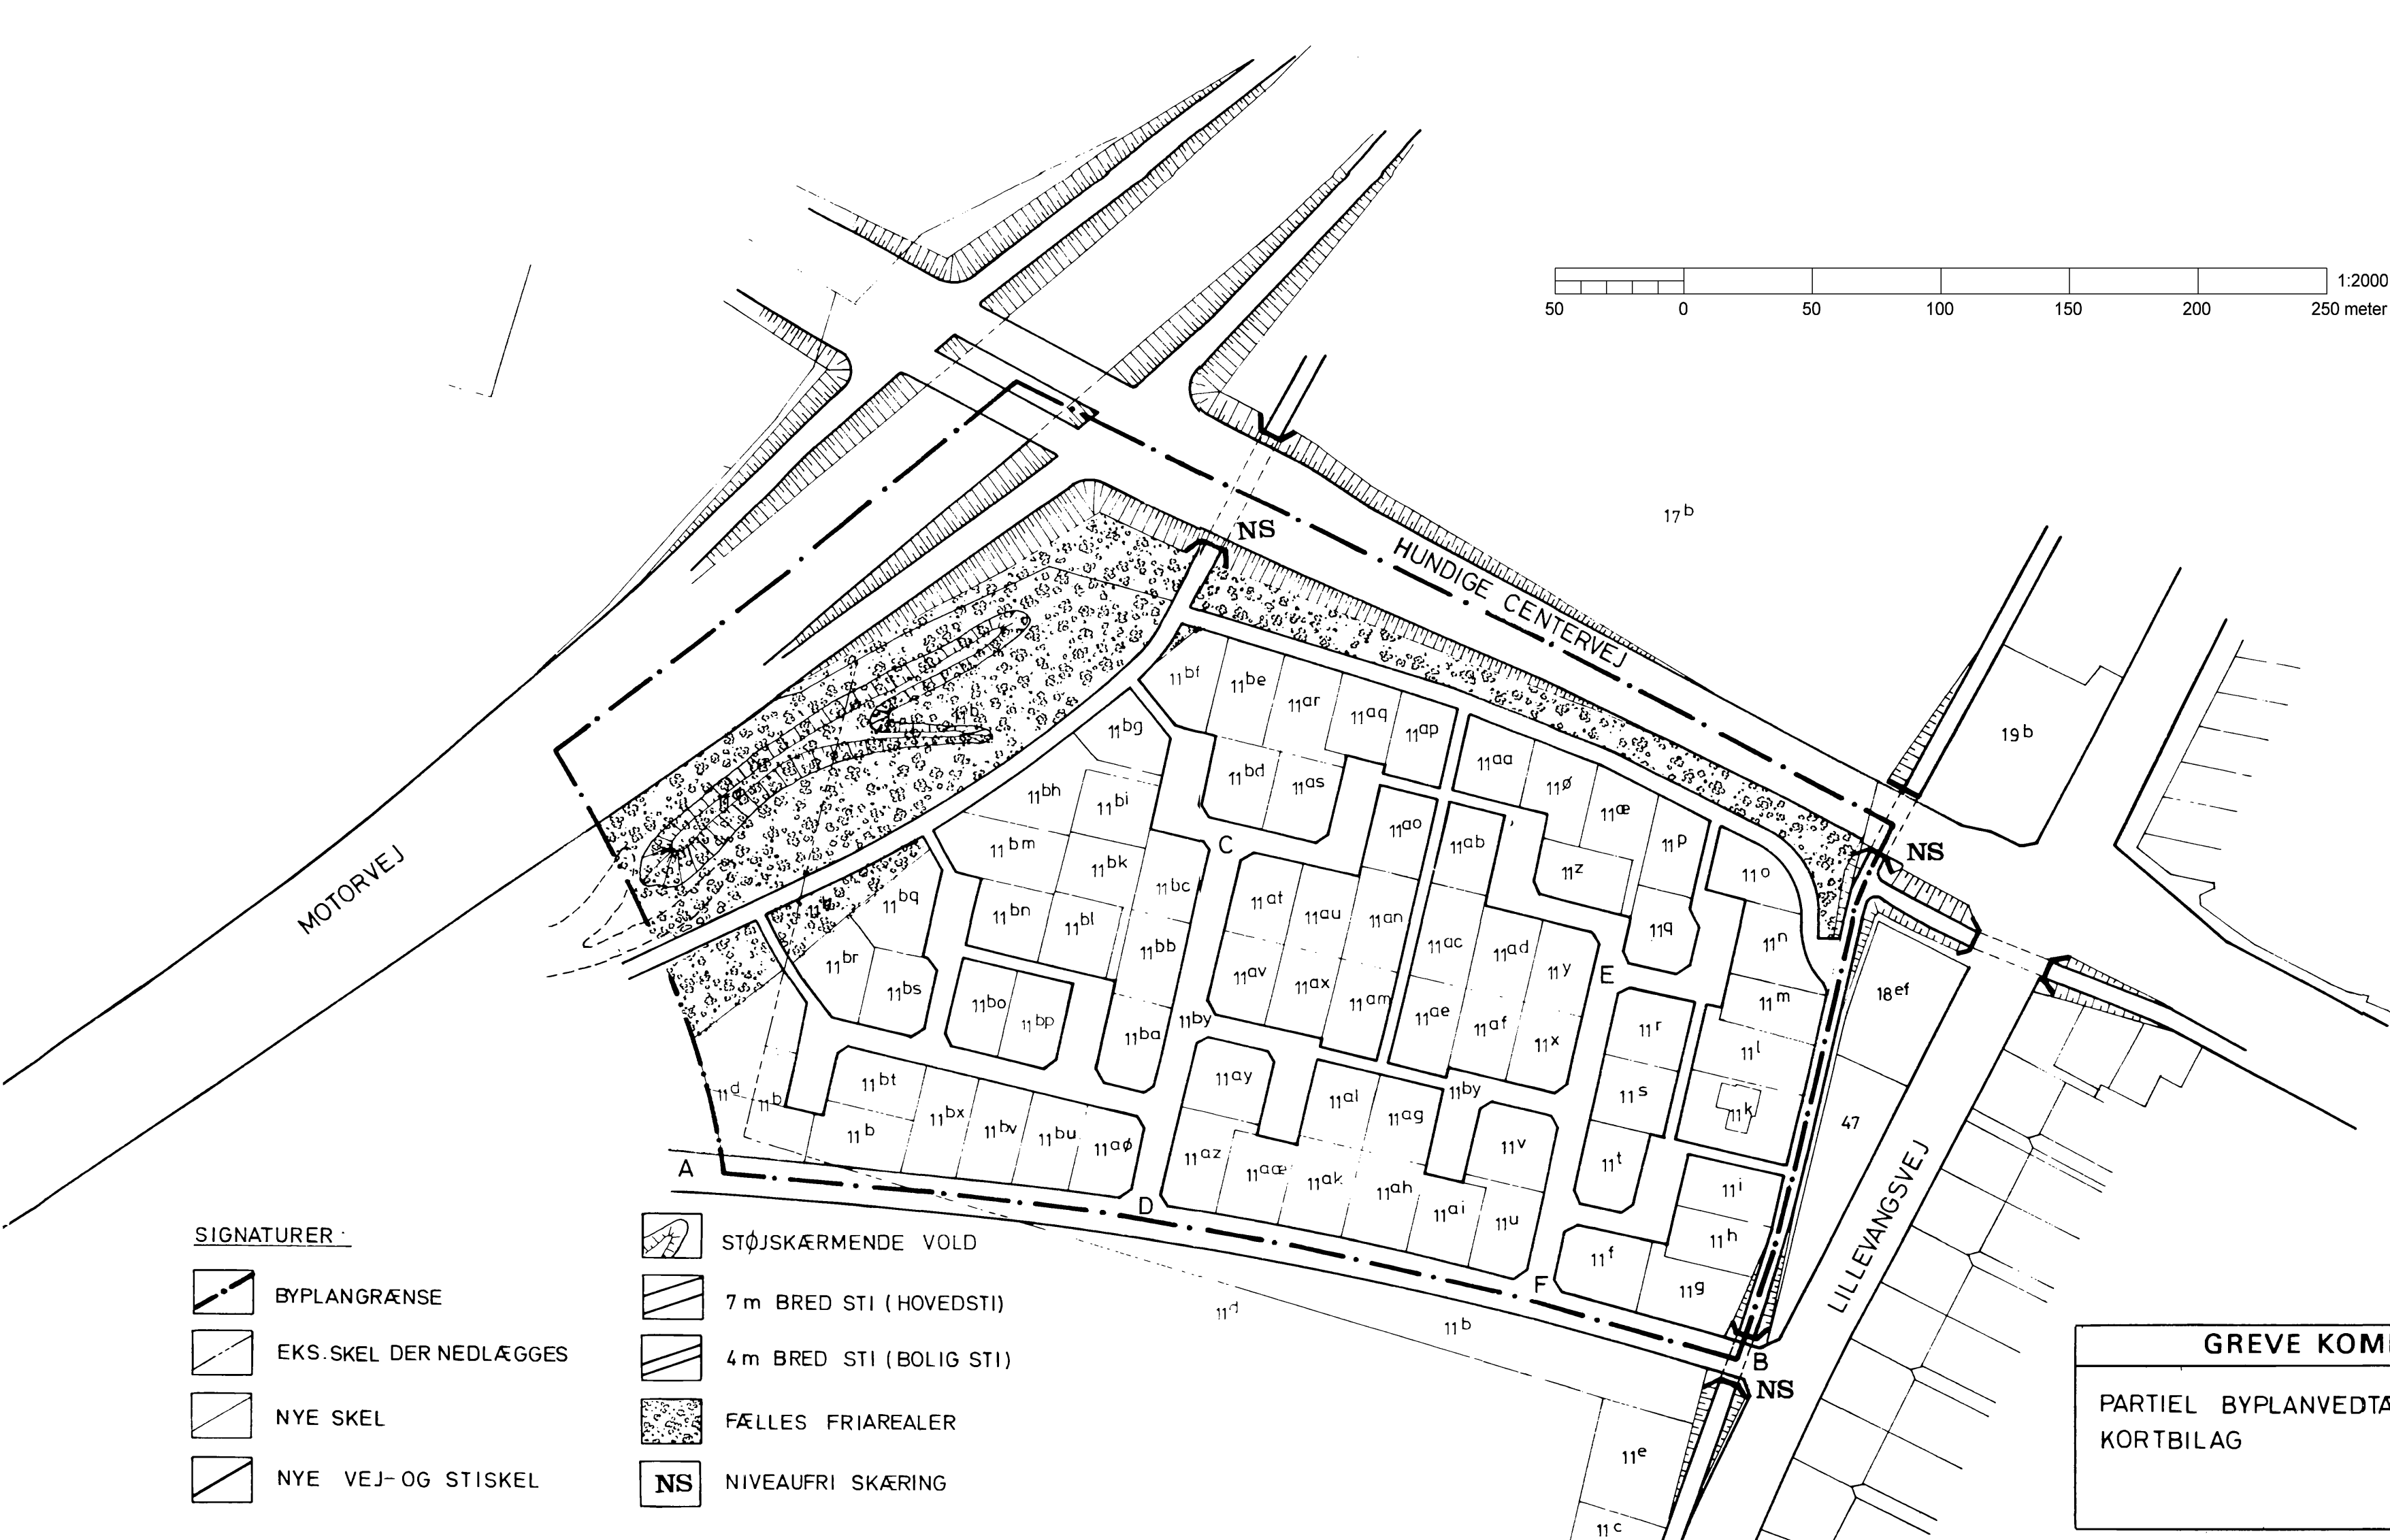 1:2000
50 0 50 100 150 200 250 meter
17b
NS
HUNDIGE CENTERVEJ
19b
11bf
11be
11ar
11aq
11ap
11bg
11aa
11ø
11æ
11p
11bd
11as
11bh
11bi
C
11ao
11ab
11z
11o
NS
11bm
11bk
11bc
11at
11au
11an
11q
11n
MOTORVEJ
11bq
11bn
11bl
11bb
11ac
11ad
11y
E
11br
11bs
11av
11ax
11am
11m
18ef
11bo
11bp
11ba
11by
11ae
11af
11x
11r
11l
11d
11b
11bt
11ay
11al
11ag
11by
11s
11k
47
11b
11bx
11bv
11bu
11aø
11v
A
11az
11aæ
11ak
11ah
11ai
11u
11t
11i
11h
LILLEVANGSVEJ
D
F
11f
11g
11d
11b
B
NS
11e
11c
SIGNATURER
BYPLANGRÆNSE
EKS. SKEL DER NEDLÆGGES
NYE SKEL
NYE VEJ-OG STISKEL
STØJSKÆRMENDE VOLD
7 m BRED STI (HOVEDSTI)
4 m BRED STI (BOLIG STI)
FÆLLES FRIAREALER
NS NIVEAUFRI SKÆRING
GREVE KOM
PARTIEL BYPLANVEDTÆ
KORTBILAG